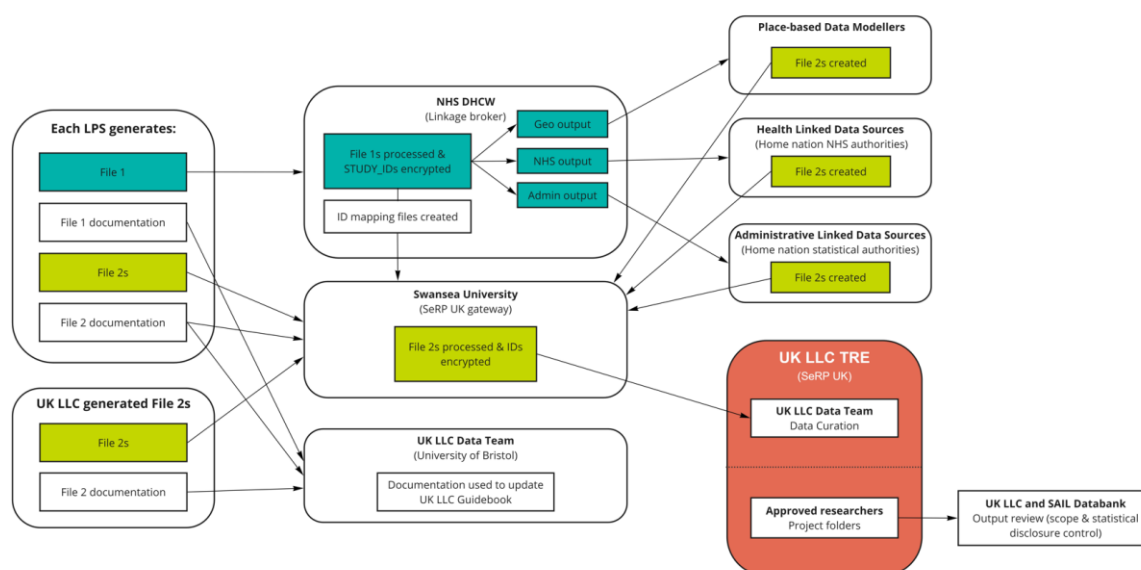 Each LPS generates:
File 1
File 1 documentation
File 2s
File 2 documentation
UK LLC generated File 2s
File 2s
File 2 documentation
NHS DHCW
(Linkage broker)
File 1s processed &
STUDY_IDs encrypted
ID mapping files created
Geo output
NHS output
Admin output
Swansea University
(SeRP UK gateway)
File 2s processed & IDs
encrypted
UK LLC Data Team
(University of Bristol)
Documentation used to update
UK LLC Guidebook
Place-based Data Modellers
File 2s created
Health Linked Data Sources
(Home nation NHS authorities)
File 2s created
Administrative Linked Data Sources
(Home nation statistical authorities)
File 2s created
UK LLC TRE
(SeRP UK)
UK LLC Data Team
Data Curation
Approved researchers
Project folders
UK LLC and SAIL Databank
Output review (scope & statistical
disclosure control)